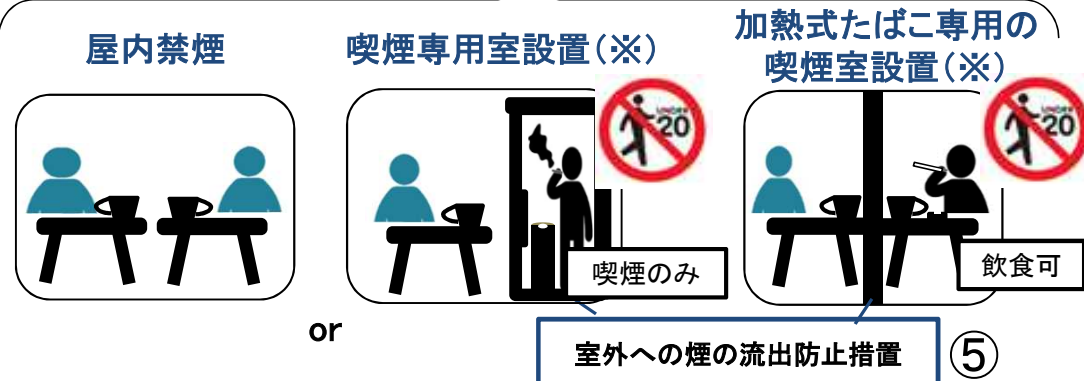 屋内禁煙
喫煙専用室設置(※)
加熱式たばこ専用の
喫煙室設置(※)
UNDER
20
UNDER
20
喫煙のみ
飲食可
or
室外への煙の流出防止措置
⑤